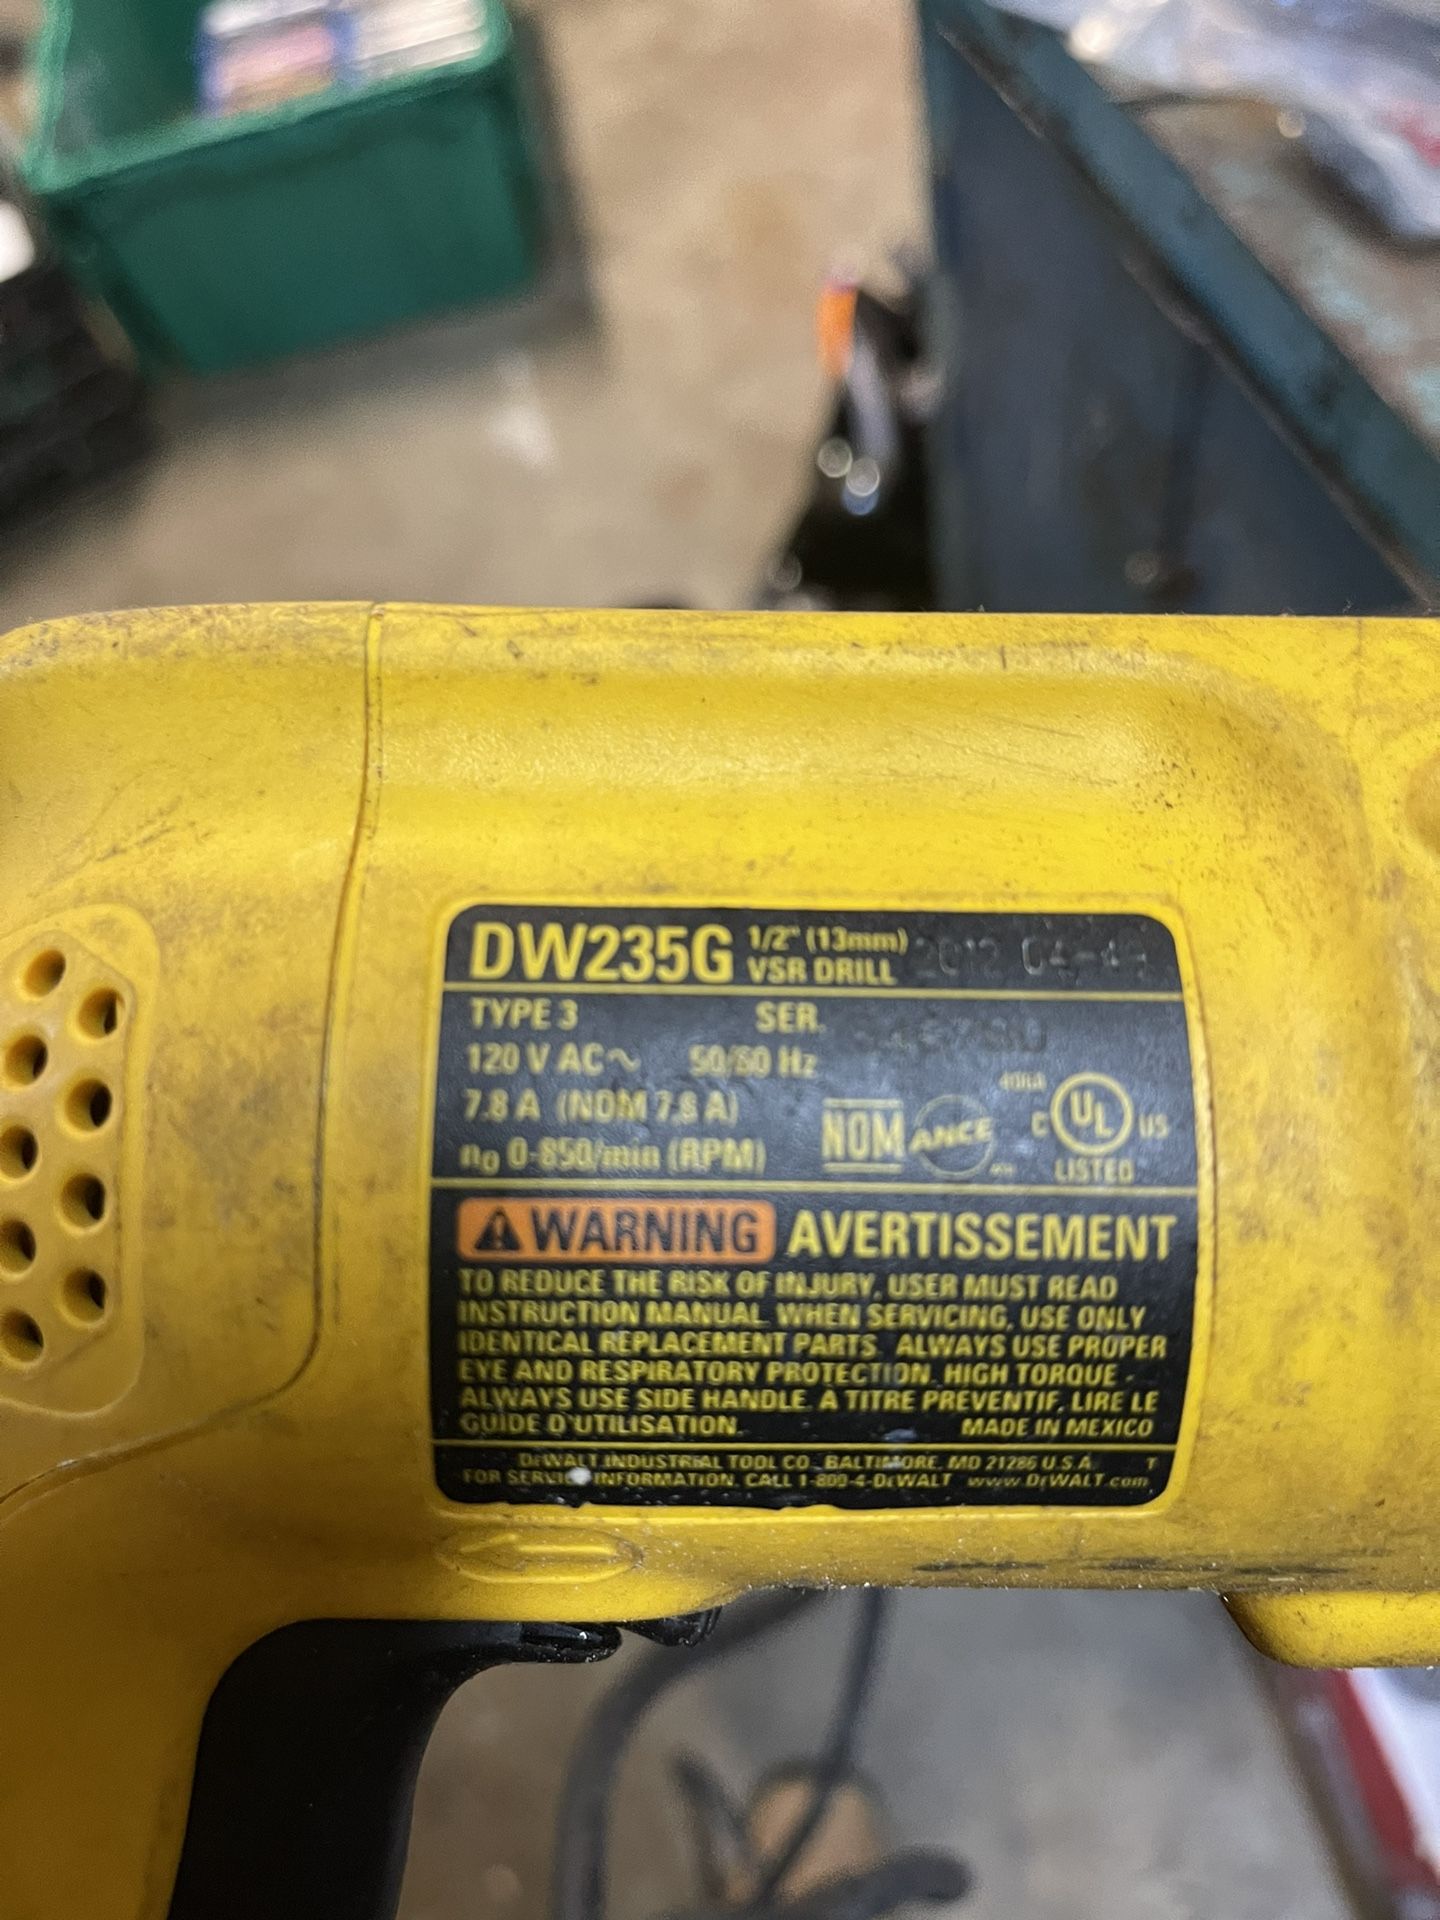 DW235G 1/2" (13mm) VSR DRILL 2012 04-49
TYPE 3 SER.
120 V AC~ 50/60 Hz
7.8 A (NOM 7,8 A)
n0 0-850/min (RPM)
NOM ANCE
C UL US
LISTED
WARNING AVERTISSEMENT
TO REDUCE THE RISK OF INJURY, USER MUST READ
INSTRUCTION MANUAL. WHEN SERVICING, USE ONLY
IDENTICAL REPLACEMENT PARTS. ALWAYS USE PROPER
EYE AND RESPIRATORY PROTECTION. HIGH TORQUE -
ALWAYS USE SIDE HANDLE. A TITRE PREVENTIF, LIRE LE
GUIDE D'UTILISATION. MADE IN MEXICO
DEWALT INDUSTRIAL TOOL CO., BALTIMORE, MD 21286 U.S.A. T
FOR SERVICE INFORMATION, CALL 1-800-4-DEWALT www.DEWALT.com